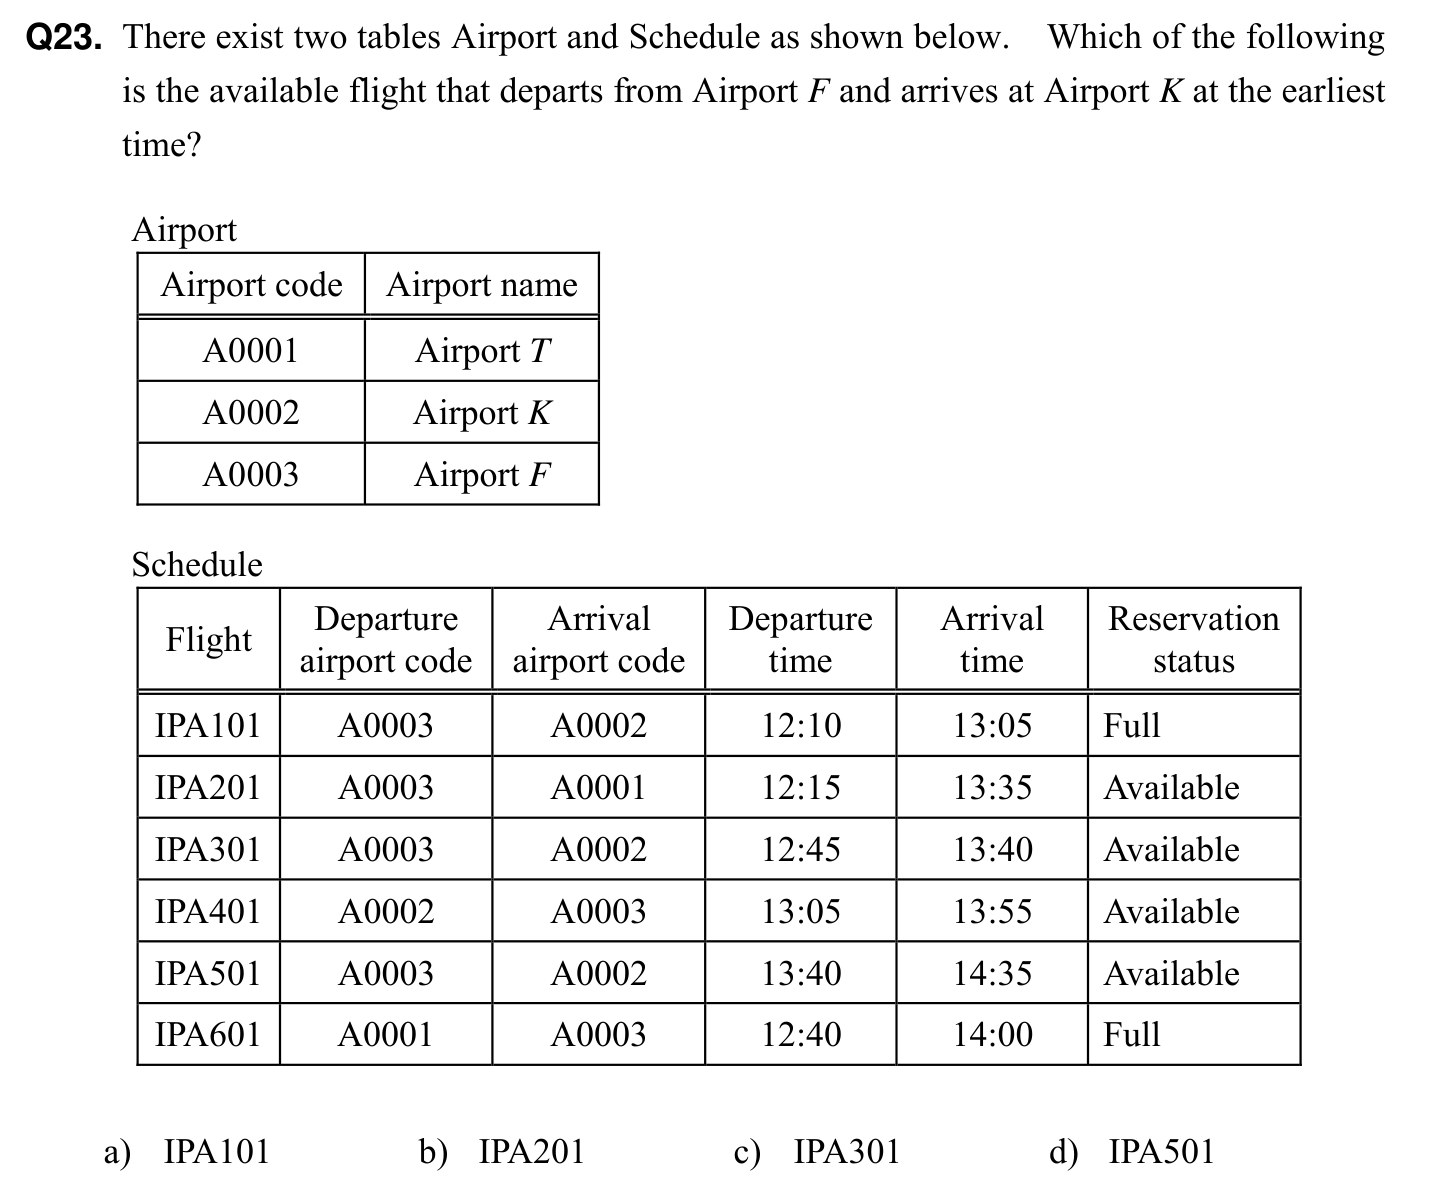 Q23. There exist two tables Airport and Schedule as shown below. Which of the following
is the available flight that departs from Airport F and arrives at Airport K at the earliest
time?
Airport
Airport code Airport name
A0001 Airport T
A0002 Airport K
A0003 Airport F
Schedule
Flight Departure airport code Arrival airport code Departure time Arrival time Reservation status
IPA101 A0003 A0002 12:10 13:05 Full
IPA201 A0003 A0001 12:15 13:35 Available
IPA301 A0003 A0002 12:45 13:40 Available
IPA401 A0002 A0003 13:05 13:55 Available
IPA501 A0003 A0002 13:40 14:35 Available
IPA601 A0001 A0003 12:40 14:00 Full
a) IPA101 b) IPA201 c) IPA301 d) IPA501